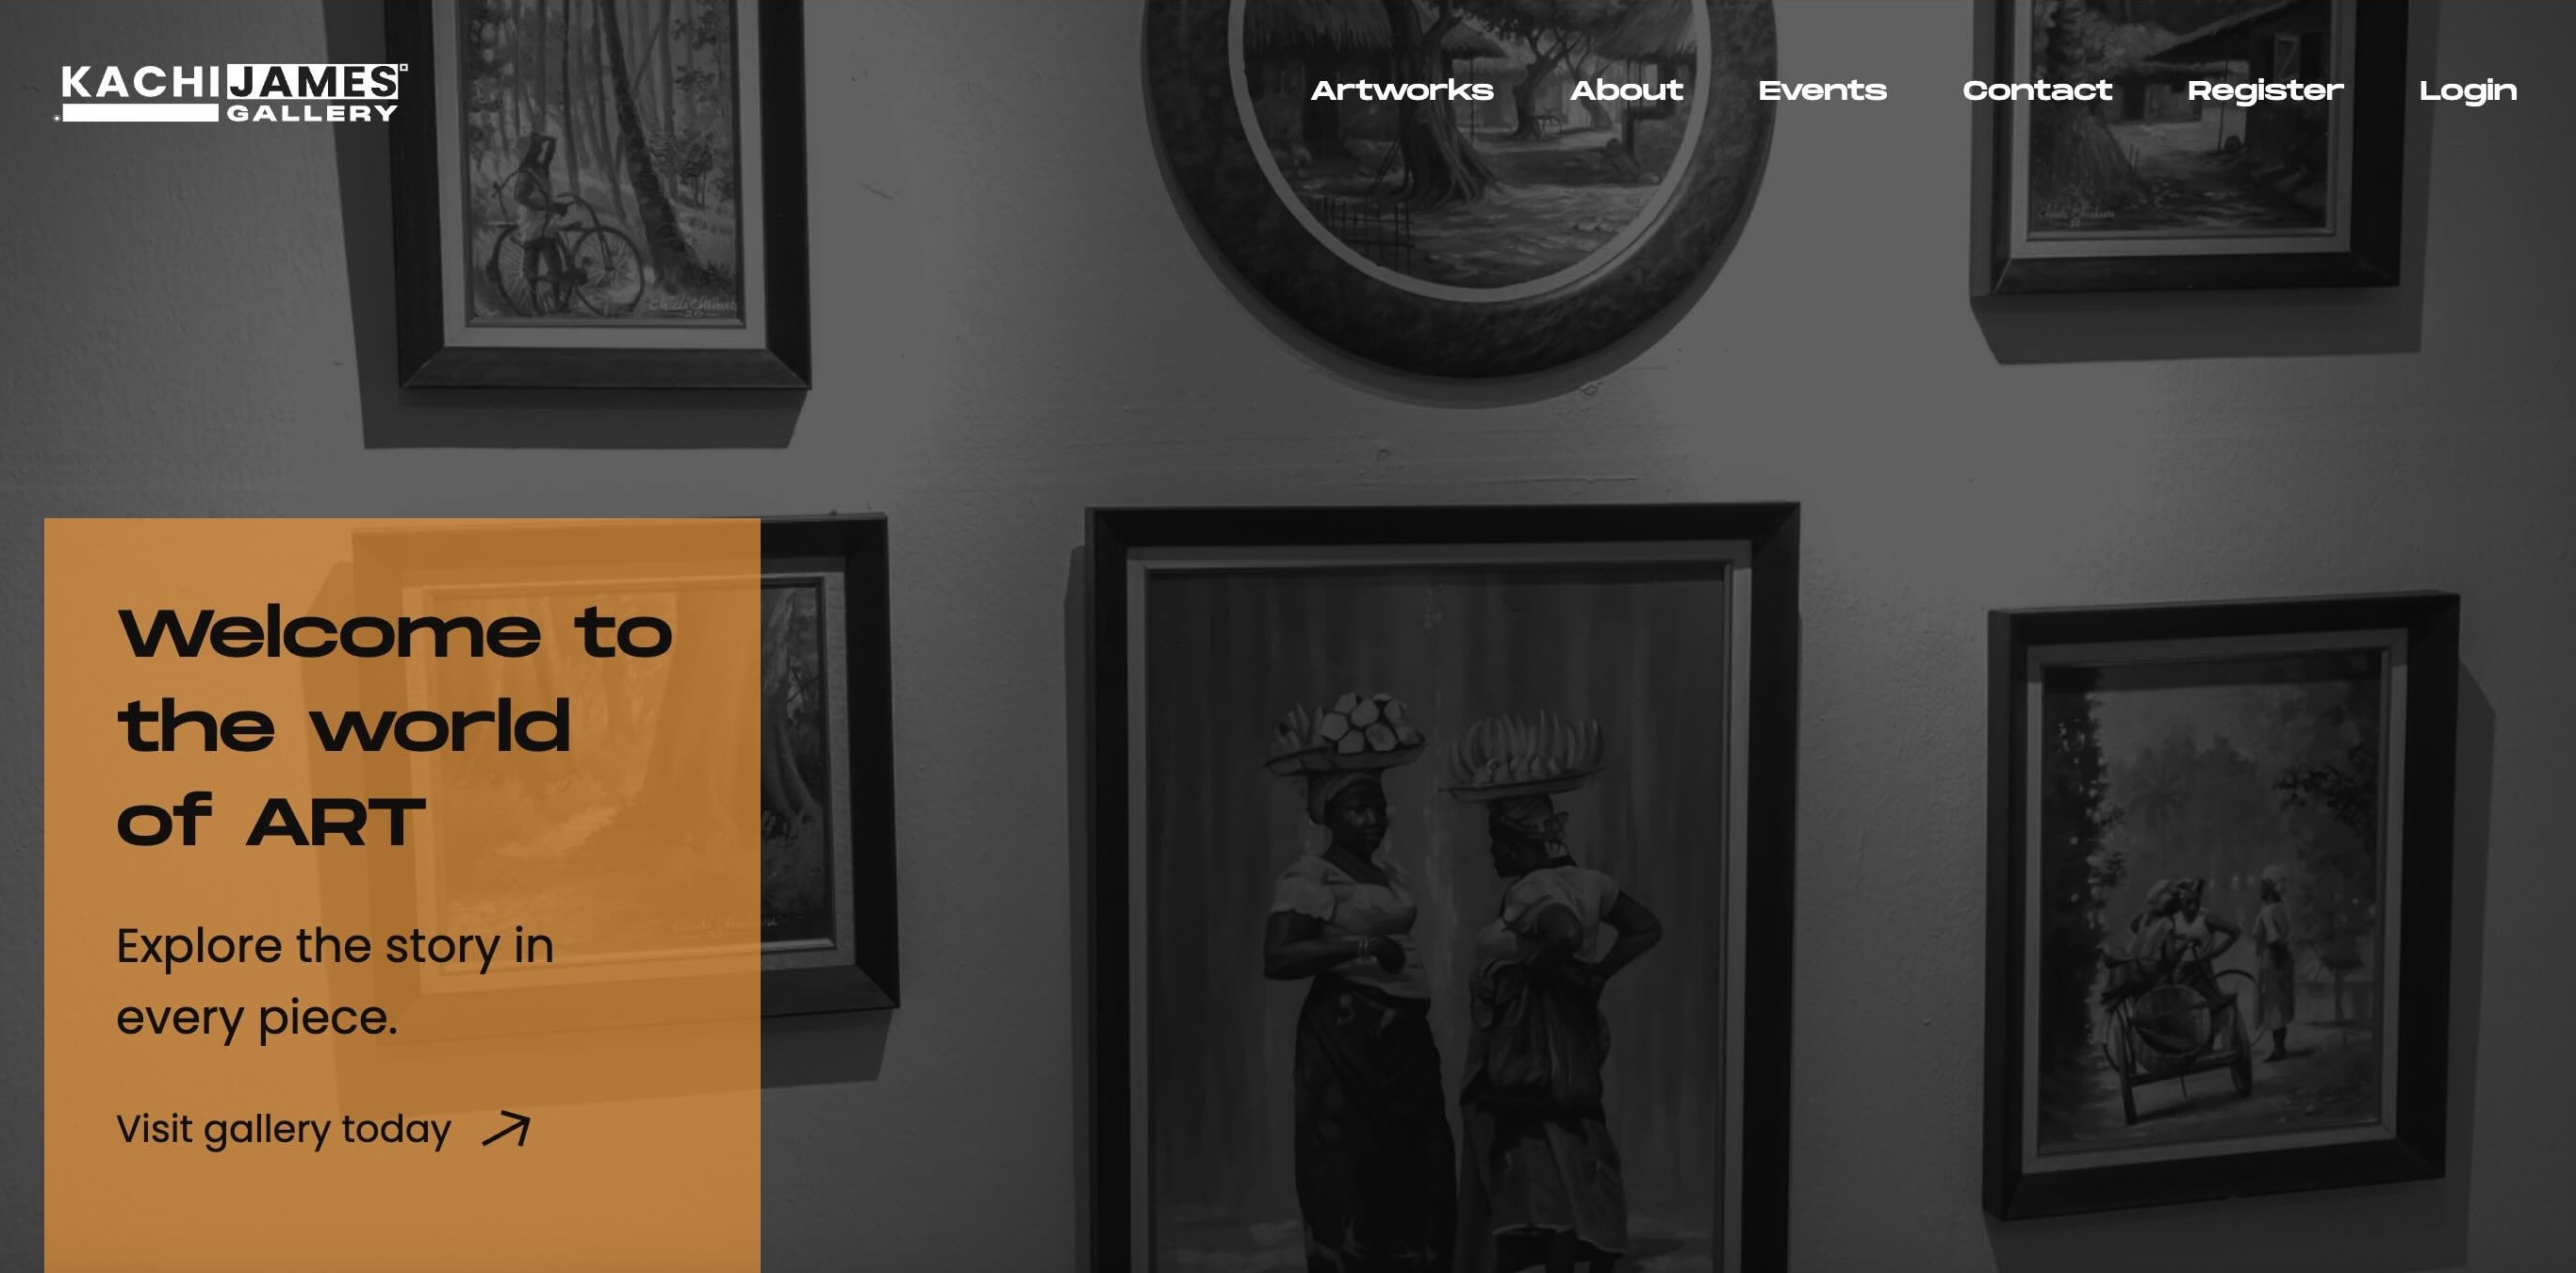 KACHI JAMES
GALLERY
Artworks About Events Contact Register Login
Welcome to
the world
of ART
Explore the story in
every piece.
Visit gallery today